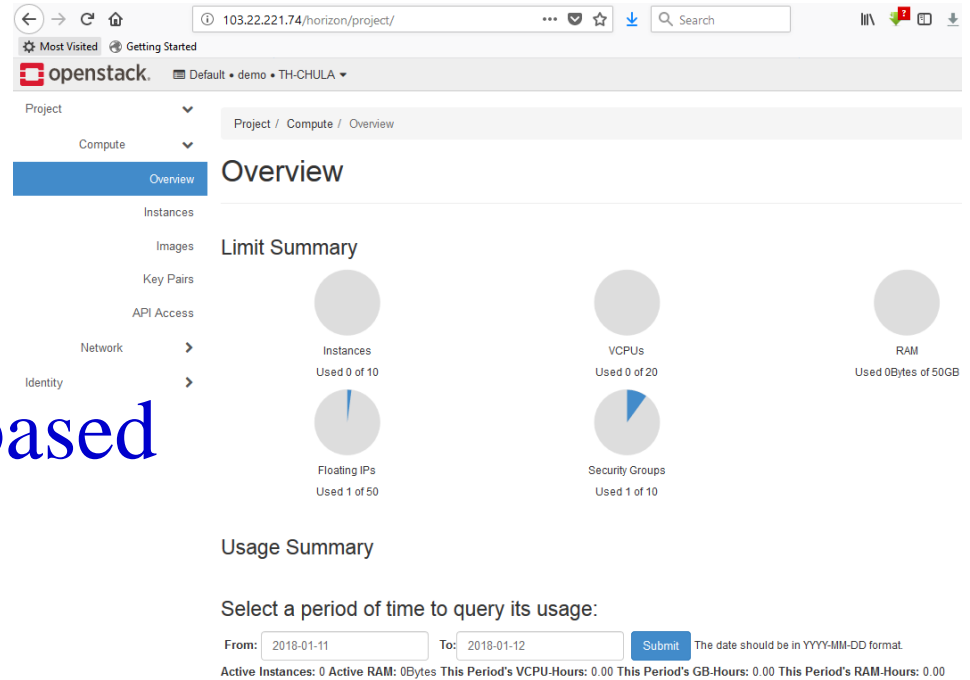 103.22.221.74/horizon/project/
Search
Most Visited Getting Started
openstack. Default • demo • TH-CHULA
Project
Compute
Overview
Instances
Images
Key Pairs
API Access
Network
Identity
based
Project / Compute / Overview
Overview
Limit Summary
Instances
Used 0 of 10
VCPUs
Used 0 of 20
RAM
Used 0Bytes of 50GB
Floating IPs
Used 1 of 50
Security Groups
Used 1 of 10
Usage Summary
Select a period of time to query its usage:
From: 2018-01-11 To: 2018-01-12 Submit The date should be in YYYY-MM-DD format.
Active Instances: 0 Active RAM: 0Bytes This Period's VCPU-Hours: 0.00 This Period's GB-Hours: 0.00 This Period's RAM-Hours: 0.00